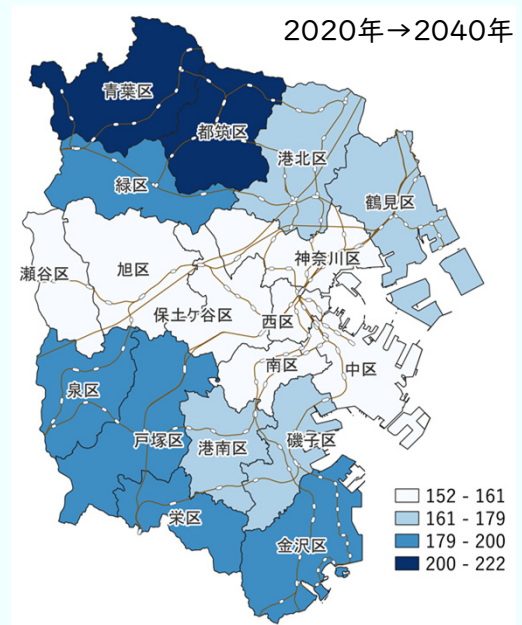 2020年→2040年
青葉区
都筑区
港北区
緑区
鶴見区
神奈川区
瀬谷区
旭区
保土ケ谷区
西区
南区
中区
泉区
戸塚区
港南区
磯子区
栄区
金沢区
152 - 161
161 - 179
179 - 200
200 - 222